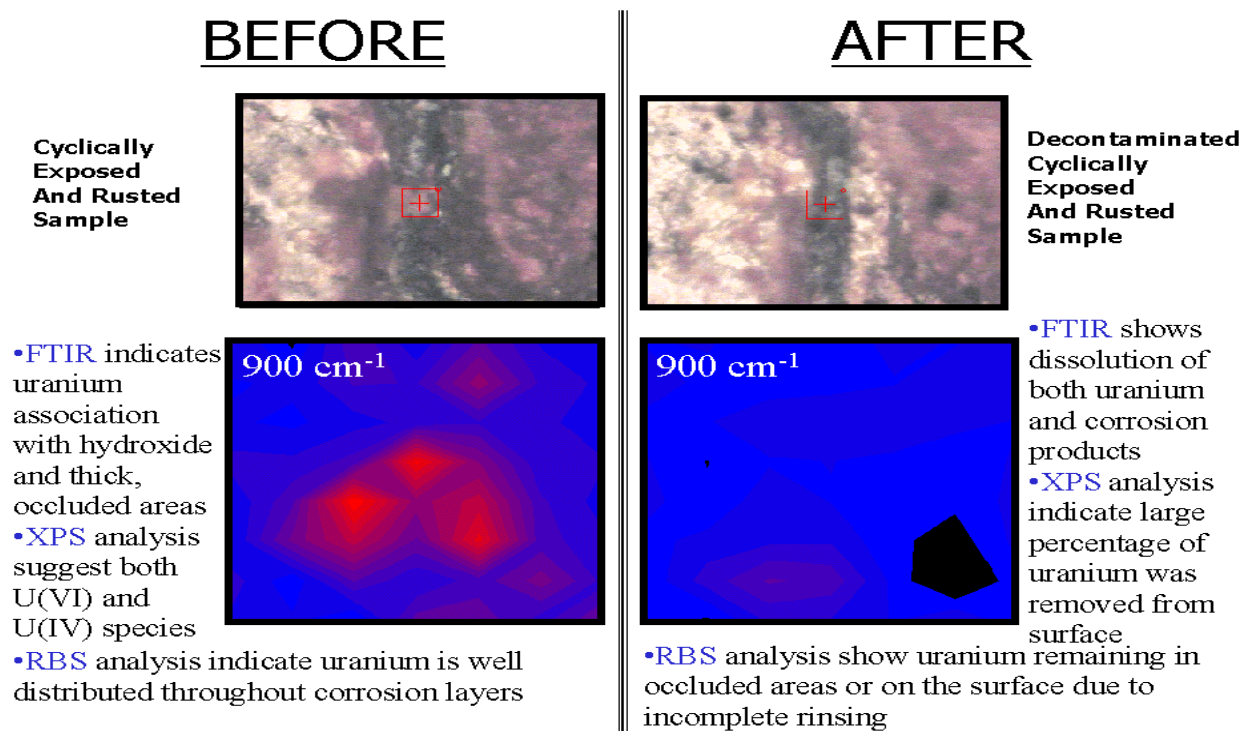 BEFORE
Cyclically
Exposed
And Rusted
Sample
•FTIR indicates
uranium
association
with hydroxide
and thick,
occluded areas
•XPS analysis
suggest both
U(VI) and
U(IV) species
900 cm-1
•RBS analysis indicate uranium is well
distributed throughout corrosion layers
AFTER
Decontaminated
Cyclically
Exposed
And Rusted
Sample
900 cm-1
•FTIR shows
dissolution of
both uranium
and corrosion
products
•XPS analysis
indicate large
percentage of
uranium was
removed from
surface
•RBS analysis show uranium remaining in
occluded areas or on the surface due to
incomplete rinsing